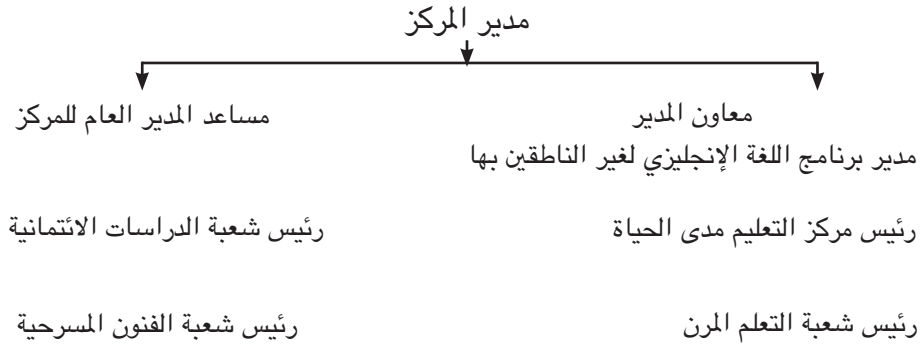 مدير المركز
معاون المدير
مساعد المدير العام للمركز
مدير برنامج اللغة الإنجليزي لغير الناطقين بها
رئيس مركز التعليم مدى الحياة
رئيس شعبة الدراسات الائتمانية
رئيس شعبة التعلم المرن
رئيس شعبة الفنون المسرحية